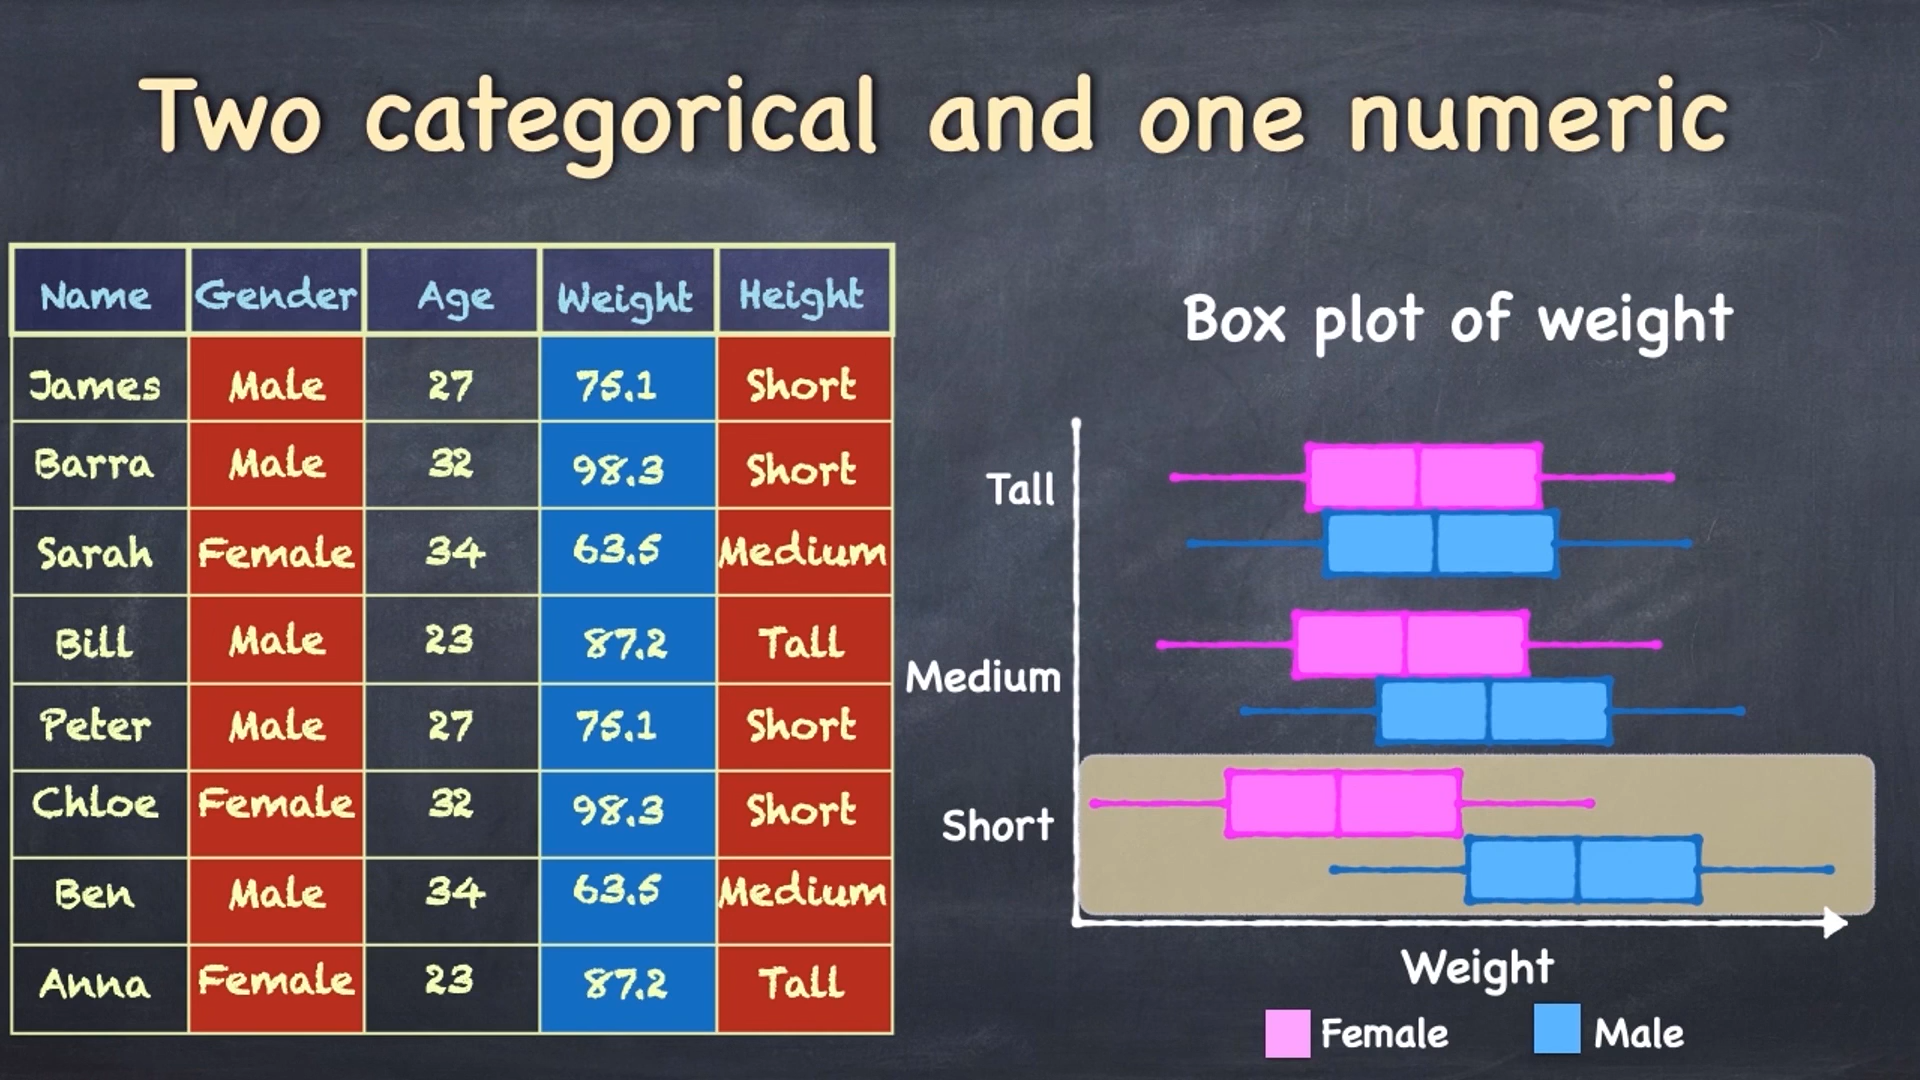 Two categorical and one numeric
Name Gender Age Weight Height
James Male 27 75.1 Short
Barra Male 32 98.3 Short
Sarah Female 34 63.5 Medium
Bill Male 23 87.2 Tall
Peter Male 27 75.1 Short
Chloe Female 32 98.3 Short
Ben Male 34 63.5 Medium
Anna Female 23 87.2 Tall
Box plot of weight
Tall
Medium
Short
Weight
Female Male